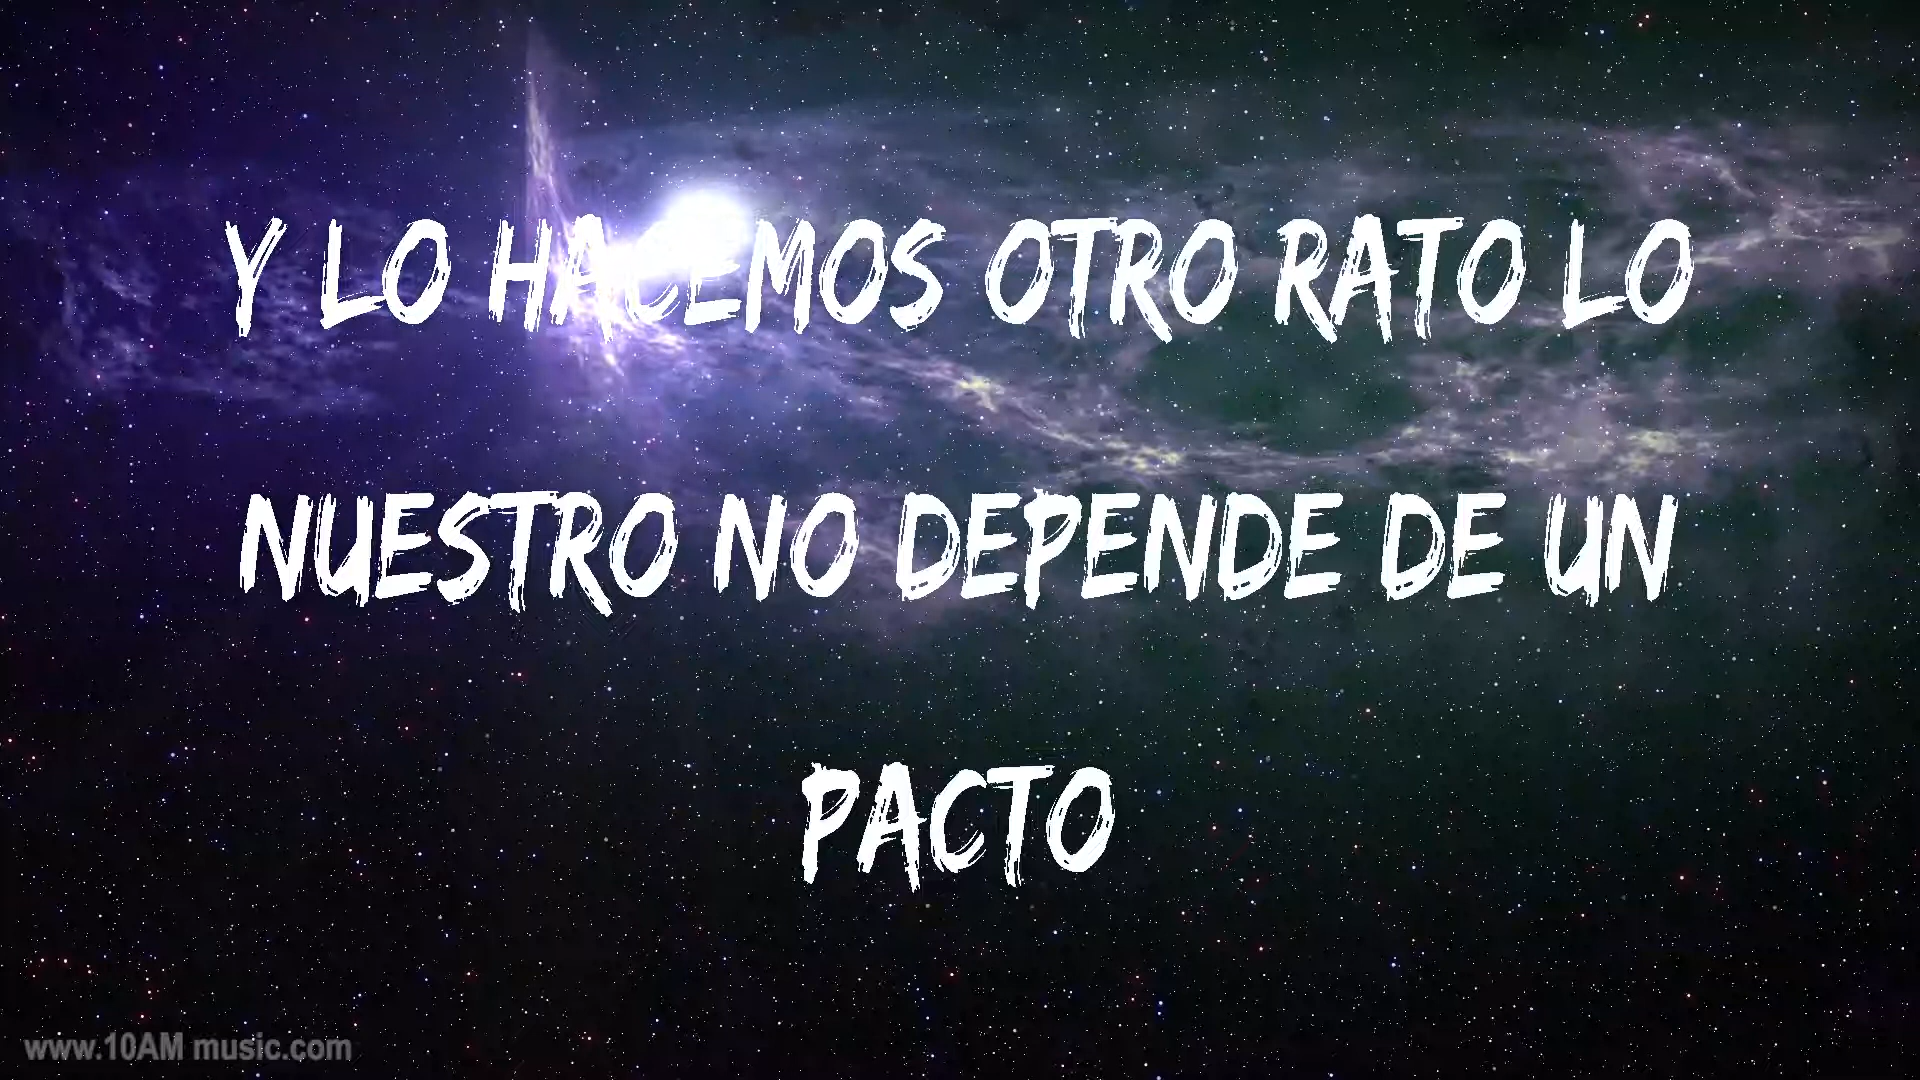 Y LO HACEMOS OTRO RATO LO
NUESTRO NO DEPENDE DE UN
PACTO
www.10AM music.com